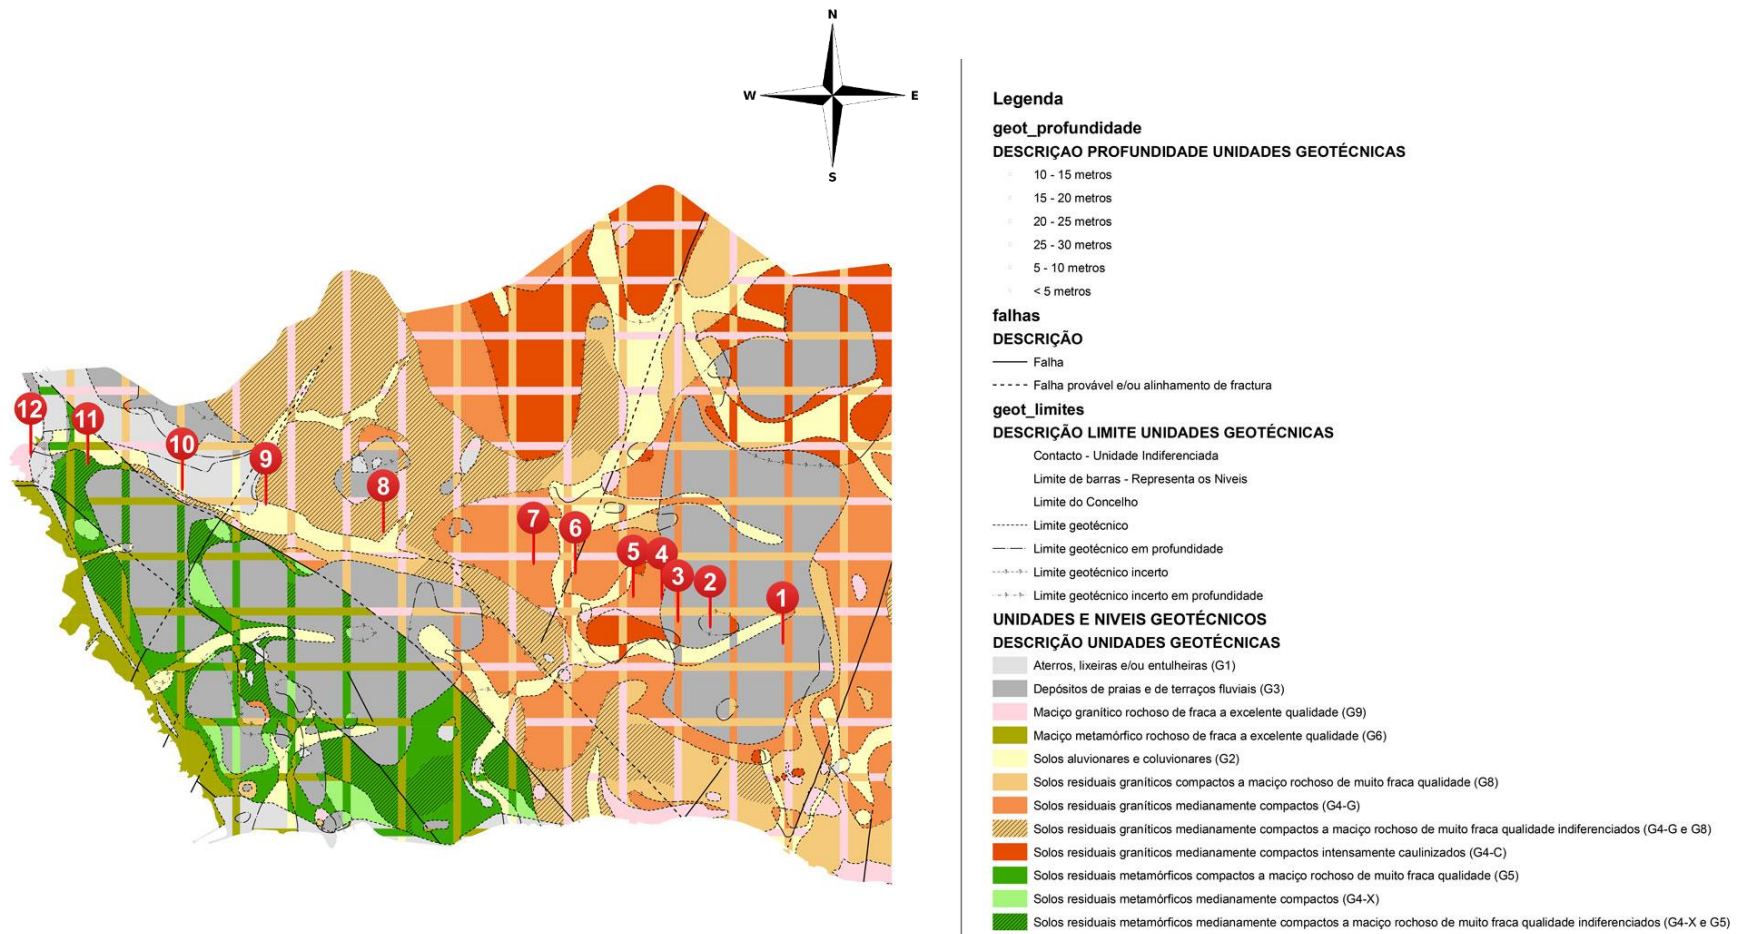 N
W
E
S
12
11
10
9
8
7
6
5
4
3
2
1
Legenda
geot_profundidade
DESCRIÇAO PROFUNDIDADE UNIDADES GEOTÉCNICAS
10 - 15 metros
15 - 20 metros
20 - 25 metros
25 - 30 metros
5 - 10 metros
< 5 metros
falhas
DESCRIÇÃO
Falha
Falha provável e/ou alinhamento de fractura
geot_limites
DESCRIÇÃO LIMITE UNIDADES GEOTÉCNICAS
Contacto - Unidade Indiferenciada
Limite de barras - Representa os Niveis
Limite do Concelho
Limite geotécnico
Limite geotécnico em profundidade
Limite geotécnico incerto
Limite geotécnico incerto em profundidade
UNIDADES E NIVEIS GEOTÉCNICOS
DESCRIÇÃO UNIDADES GEOTÉCNICAS
Aterros, lixeiras e/ou entulheiras (G1)
Depósitos de praias e de terraços fluviais (G3)
Maciço granítico rochoso de fraca a excelente qualidade (G9)
Maciço metamórfico rochoso de fraca a excelente qualidade (G6)
Solos aluvionares e coluvionares (G2)
Solos residuais graníticos compactos a maciço rochoso de muito fraca qualidade (G8)
Solos residuais graníticos medianamente compactos (G4-G)
Solos residuais graníticos medianamente compactos a maciço rochoso de muito fraca qualidade indiferenciados (G4-G e G8)
Solos residuais graníticos medianamente compactos intensamente caulinizados (G4-C)
Solos residuais metamórficos compactos a maciço rochoso de muito fraca qualidade (G5)
Solos residuais metamórficos medianamente compactos (G4-X)
Solos residuais metamórficos medianamente compactos a maciço rochoso de muito fraca qualidade indiferenciados (G4-X e G5)